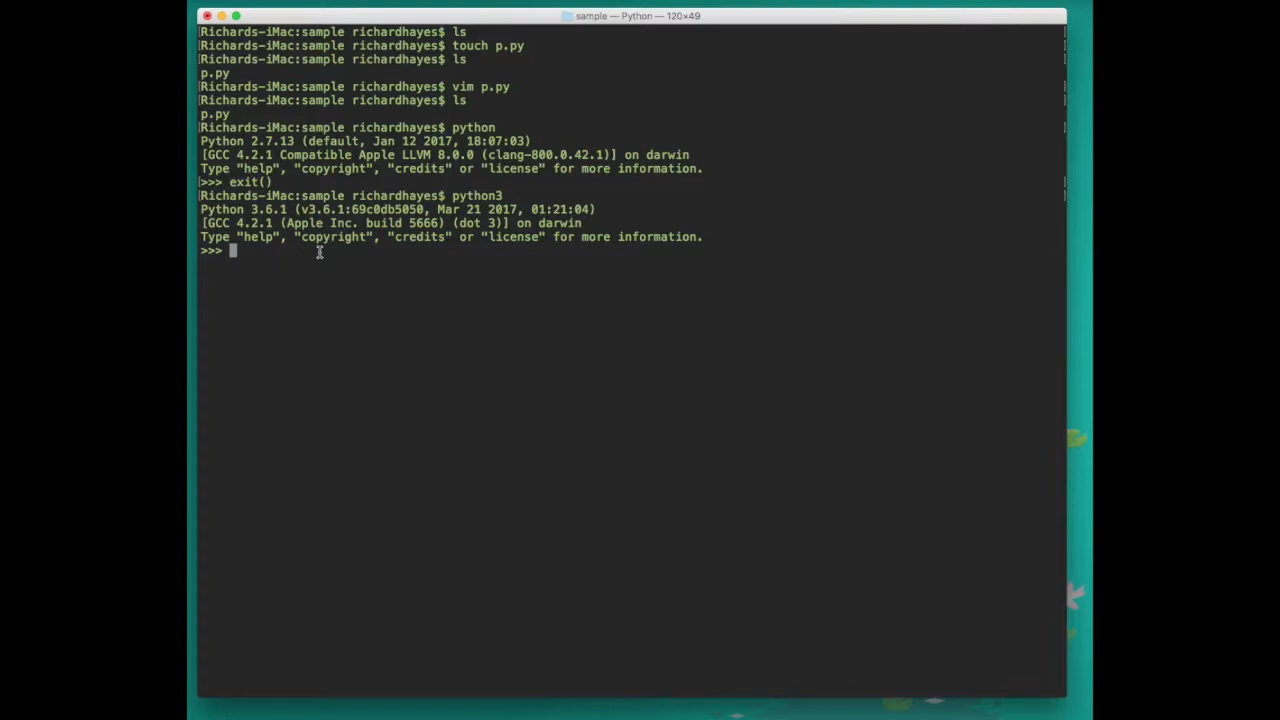 sample — Python — 120×49
Richards-iMac:sample richardhayes$ ls
Richards-iMac:sample richardhayes$ touch p.py
Richards-iMac:sample richardhayes$ ls
p.py
Richards-iMac:sample richardhayes$ vim p.py
Richards-iMac:sample richardhayes$ ls
p.py
Richards-iMac:sample richardhayes$ python
Python 2.7.13 (default, Jan 12 2017, 18:07:03)
[GCC 4.2.1 Compatible Apple LLVM 8.0.0 (clang-800.0.42.1)] on darwin
Type "help", "copyright", "credits" or "license" for more information.
>>> exit()
Richards-iMac:sample richardhayes$ python3
Python 3.6.1 (v3.6.1:69c0db5050, Mar 21 2017, 01:21:04)
[GCC 4.2.1 (Apple Inc. build 5666) (dot 3)] on darwin
Type "help", "copyright", "credits" or "license" for more information.
>>>